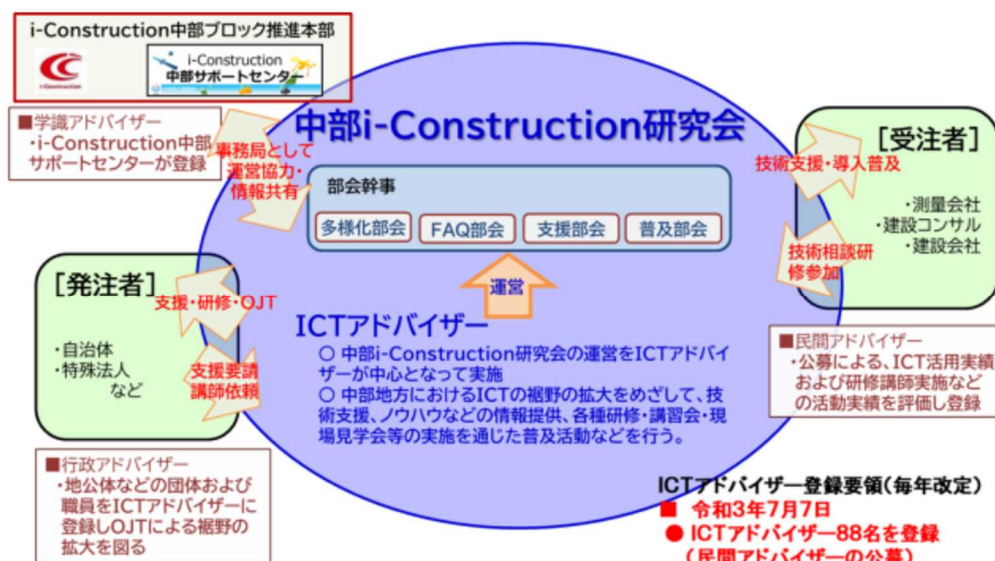 i-Construction中部ブロック推進本部
i-Construction
i-Construction
中部サポートセンター
■学識アドバイザー
・i-Construction中部
サポートセンターが登録
事務局として
運営協力・
情報共有
中部i-Construction研究会
部会幹事
多様化部会
FAQ部会
支援部会
普及部会
運営
[受注者]
技術支援・導入普及
・測量会社
・建設コンサル
・建設会社
技術相談研
修参加
[発注者]
支援・研修・OJT
・自治体
・特殊法人
など
支援要請
講師依頼
ICTアドバイザー
○ 中部i-Construction研究会の運営をICTアドバイ
ザーが中心となって実施
○ 中部地方におけるICTの裾野の拡大をめざして、技
術支援、ノウハウなどの情報提供、各種研修・講習会・現
場見学会等の実施を通じた普及活動などを行う。
■民間アドバイザー
・公募による、ICT活用実績
および研修講師実施など
の活動実績を評価し登録
■行政アドバイザー
・地公体などの団体および
職員をICTアドバイザーに
登録しOJTによる裾野の
拡大を図る
ICTアドバイザー登録要領(毎年改定)
■ 令和3年7月7日
● ICTアドバイザー88名を登録
(民間アドバイザーの公募)